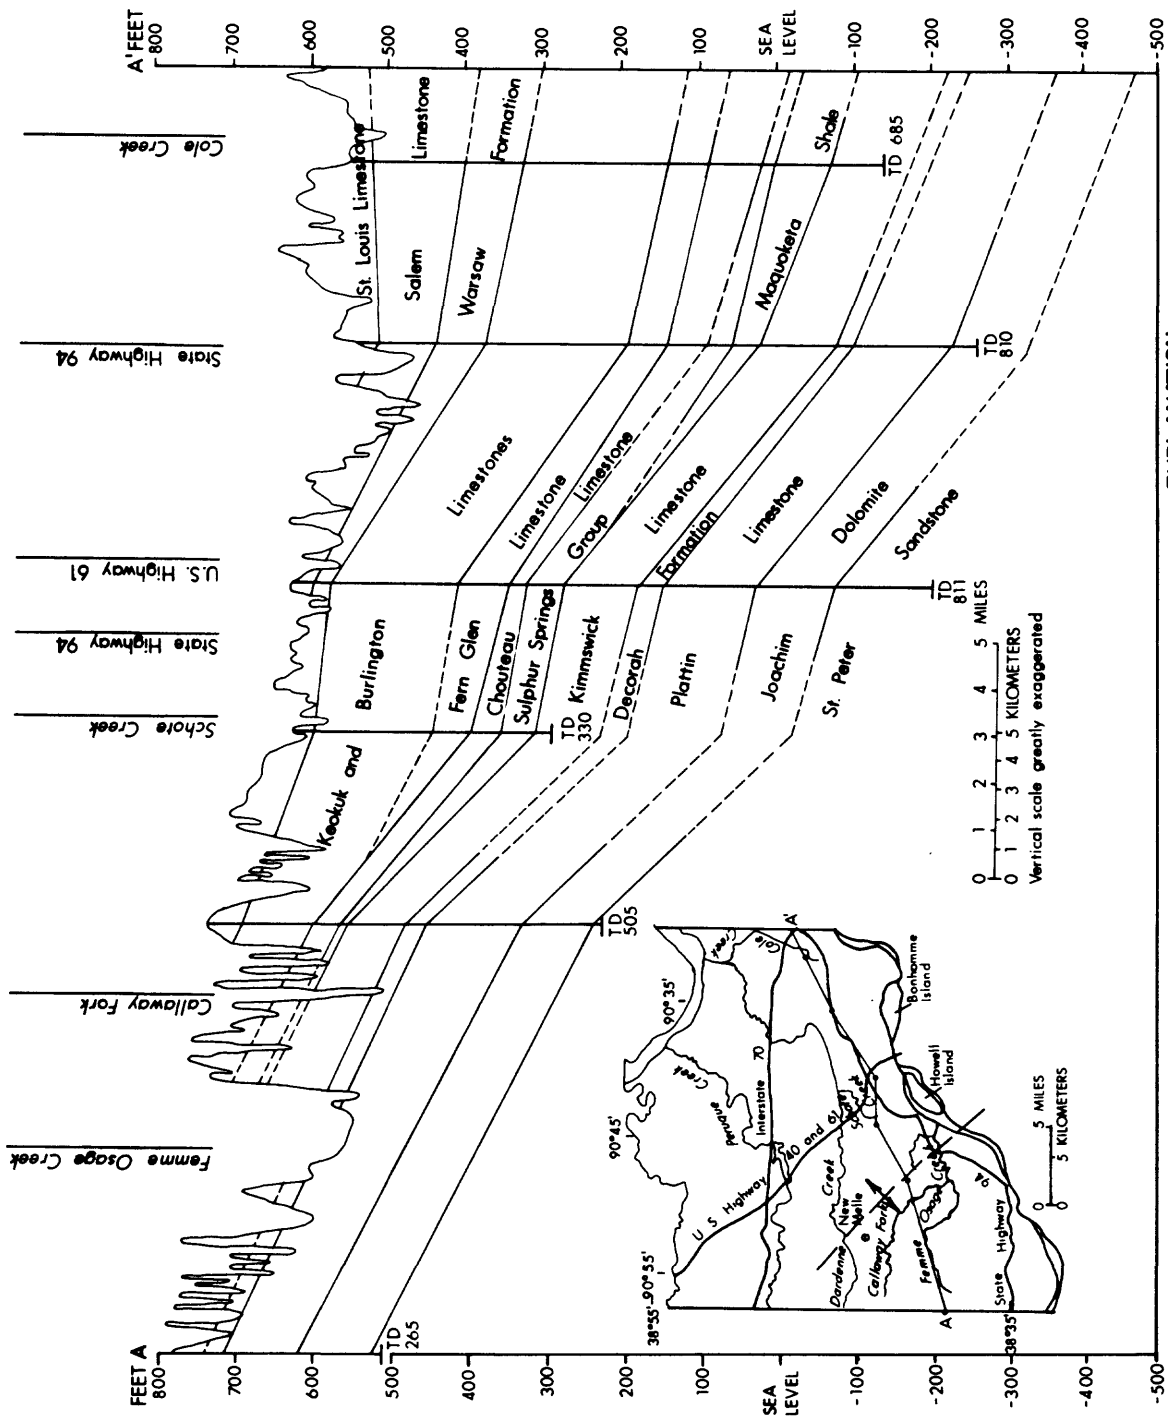 A' FEET
800
700
600
500
400
300
200
100
SEA
LEVEL
-100
-200
-300
-400
-500
Cole Creek
State Highway 94
U.S. Highway 61
State Highway 94
Schote Creek
Callaway Fork
Femme Osage Creek
St. Louis Limestone
Salem Limestone
Warsaw Formation
Keokuk and Burlington Limestones
Fern Glen Limestone
Chouteau Limestone
Sulphur Springs Group
Maquoketa Shale
Kimmswick Limestone
Decorah Formation
Plattin Limestone
Joachim Dolomite
St. Peter Sandstone
TD
685
TD
810
TD
811
TD
330
TD
505
TD
265
FEET A
800
700
600
500
400
300
200
100
SEA
LEVEL
-100
-200
-300
-400
-500
0 1 2 3 4 5 MILES
0 1 2 3 4 5 KILOMETERS
Vertical scale greatly exaggerated
90°35'
90°45'
90°55'
38°55'
38°35'
A'
Cole
Creek
Peruque Creek
Interstate 70
U S Highway 40 and 61
Schote
Creek
Dardenne Creek
New
Melle
Callaway Fork
Femme Osage Creek
State Highway 94
A
Bonhomme
Island
Howell
Island
0 5 MILES
0 5 KILOMETERS